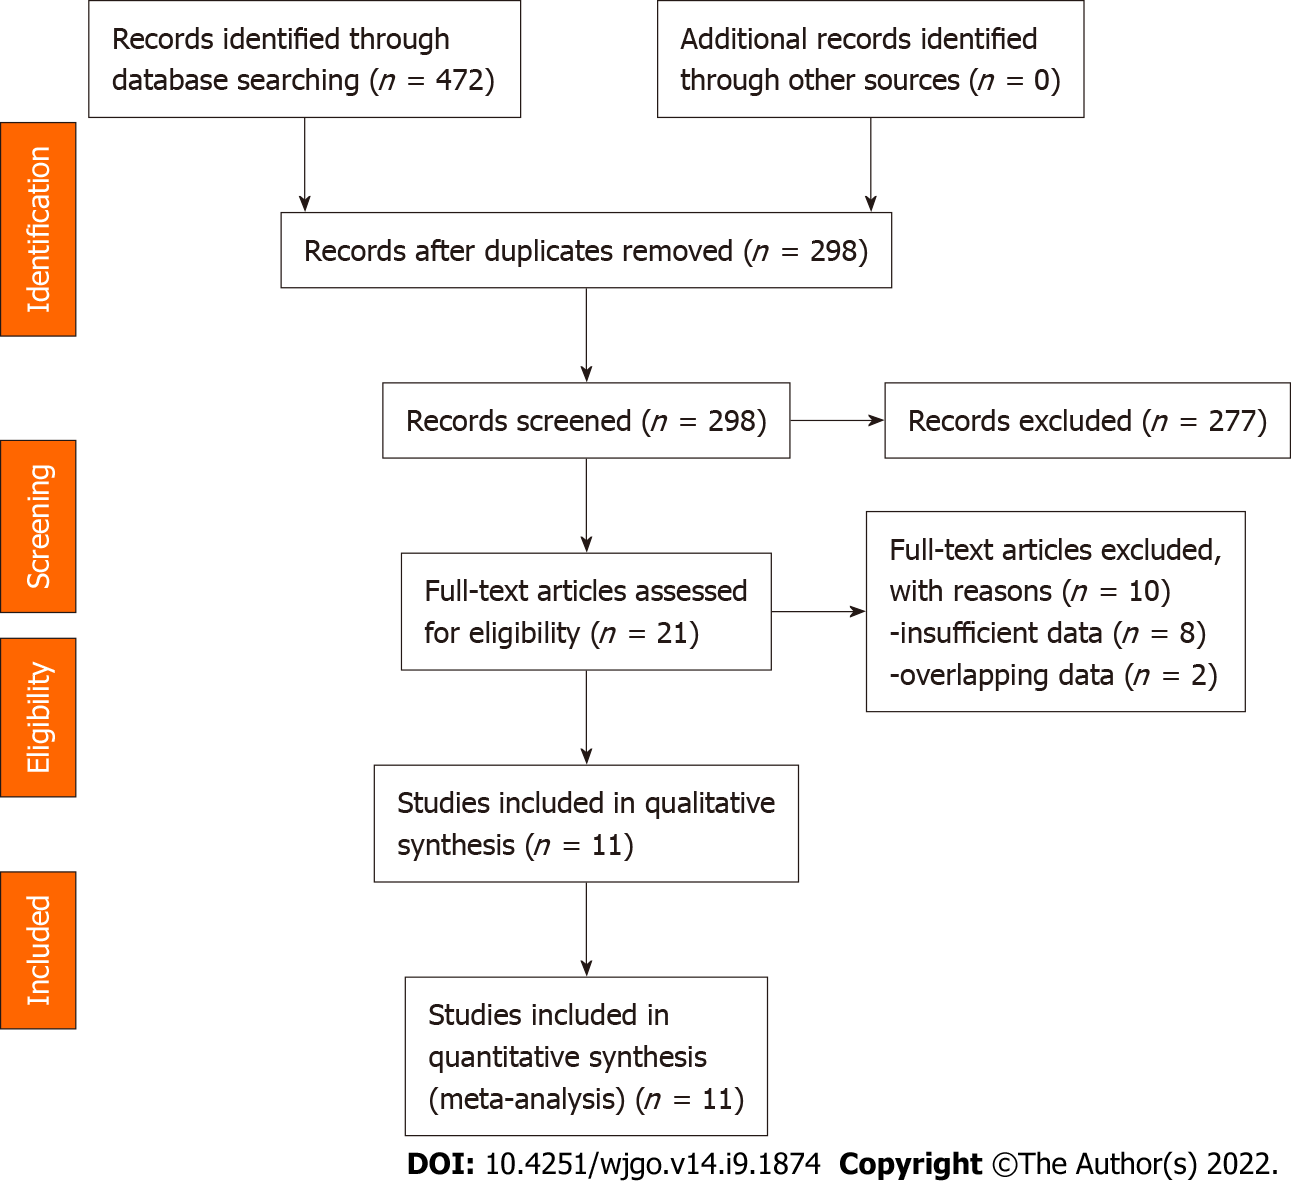 Records identified through
database searching (n = 472)
Additional records identified
through other sources (n = 0)
Identification
Records after duplicates removed (n = 298)
Records screened (n = 298)
Records excluded (n = 277)
Screening
Full-text articles assessed
for eligibility (n = 21)
Full-text articles excluded,
with reasons (n = 10)
-insufficient data (n = 8)
-overlapping data (n = 2)
Eligibility
Studies included in qualitative
synthesis (n = 11)
Included
Studies included in
quantitative synthesis
(meta-analysis) (n = 11)
DOI: 10.4251/wjgo.v14.i9.1874 Copyright ©The Author(s) 2022.